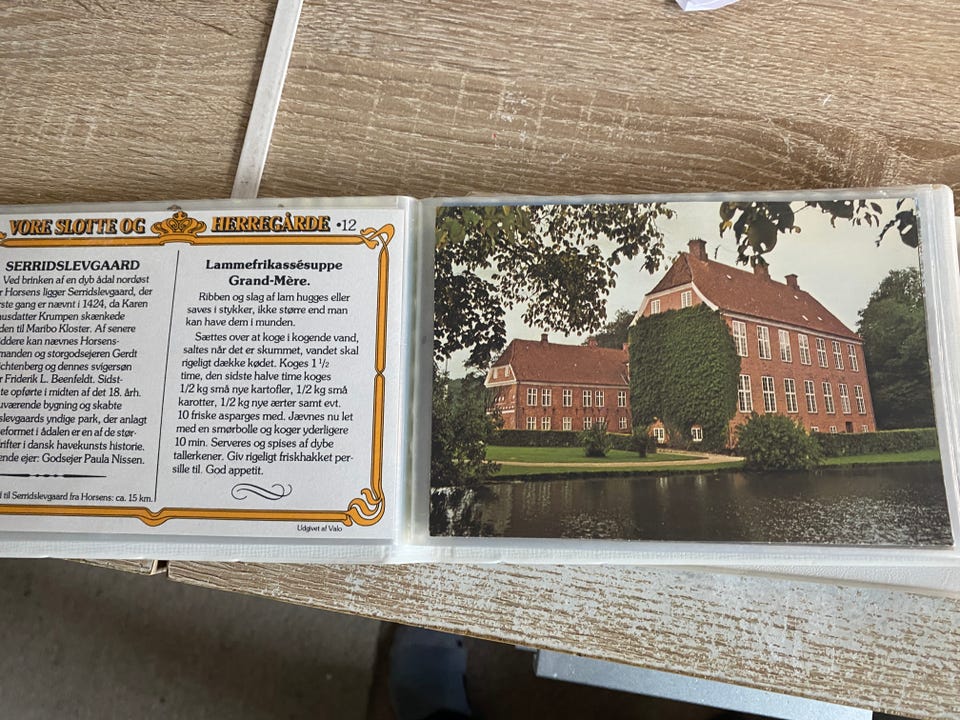 VORE SLOTTE OG HERREGÅRDE •12
SERRIDSLEVGAARD
Ved brinken af en dyb ådal nordøst
Horsens ligger Serridslevgaard, der
gang er nævnt i 1424, da Karen
Krumpen skænkede
til Maribo Kloster. Af senere
kan nævnes Horsens-
og storgodsejeren Gerdt
og dennes svigersøn
Friderik L. Beenfeldt. Sidst-
opførte i midten af det 18. årh.
bygning og skabte
yndige park, der anlagt
i ådalen er en af de stør-
i dansk havekunsts historie.
ejer: Godsejer Paula Nissen.
til Serridslevgaard fra Horsens: ca. 15 km.
Lammefrikassésuppe
Grand-Mère.
Ribben og slag af lam hugges eller
saves i stykker, ikke større end man
kan have dem i munden.
Sættes over at koge i kogende vand,
saltes når det er skummet, vandet skal
rigeligt dække kødet. Koges 1 1/2
time, den sidste halve time koges
1/2 kg små nye kartofler, 1/2 kg små
karotter, 1/2 kg nye ærter samt evt.
10 friske asparges med. Jævnes nu let
med en smørbolle og koger yderligere
10 min. Serveres og spises af dybe
tallerkener. Giv rigeligt friskhakket per-
sille til. God appetit.
Udgivet af Valo